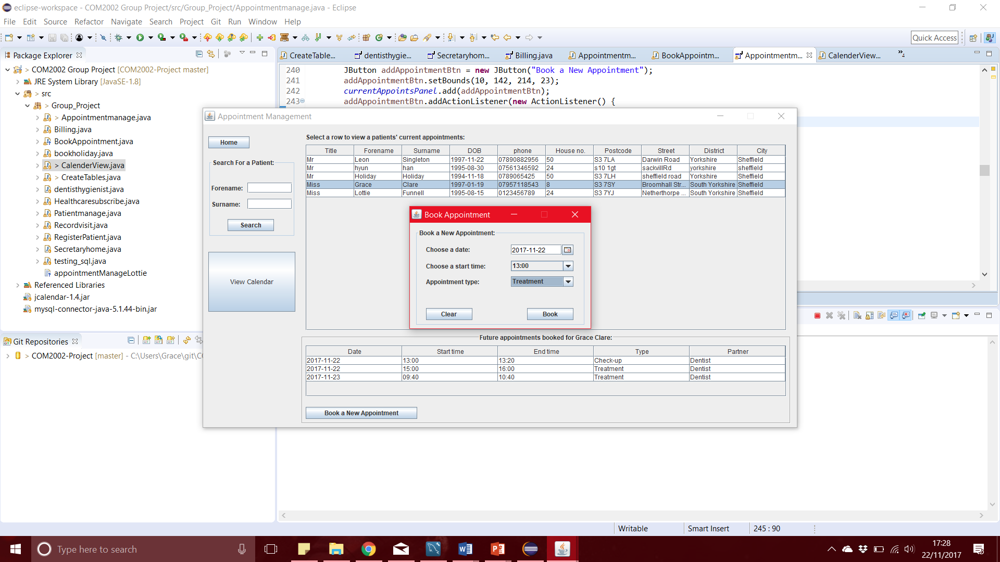 eclipse-workspace - COM2002 Group Project/src/Group_Project/Appointmentmanage.java - Eclipse
File Edit Source Refactor Navigate Search Project Git Run Window Help
Quick Access
Package Explorer
CreateTable... dentisthygie... Secretaryhom... Billing.java Appointmentm... BookAppointm... Appointmentm... CalenderView... »4
> COM2002 Group Project [COM2002-Project master]
JRE System Library [JavaSE-1.8]
> src
> Group_Project
> Appointmentmanage.java
Billing.java
BookAppointment.java
bookholiday.java
> CalenderView.java
> CreateTables.java
dentisthygienist.java
Healthcaresubscribe.java
Patientmanage.java
Recordvisit.java
RegisterPatient.java
Secretaryhome.java
testing_sql.java
appointmentManageLottie
Referenced Libraries
jcalendar-1.4.jar
mysql-connector-java-5.1.44-bin.jar
240 JButton addAppointmentBtn = new JButton("Book a New Appointment");
241 addAppointmentBtn.setBounds(10, 142, 214, 23);
242 currentAppointsPanel.add(addAppointmentBtn);
243 addAppointmentBtn.addActionListener(new ActionListener() {
Appointment Management
Home
Search For a Patient:
Forename:
Surname:
Search
View Calendar
Select a row to view a patients' current appointments:
Title Forename Surname DOB phone House no. Postcode Street District City
Mr Leon Singleton 1997-11-22 07890882956 50 S3 7LA Darwin Road Yorkshire Sheffield
Mr hyun han 1995-08-30 07561346592 24 s10 1gt sackvillRd yorkshire sheffield
Mr Holiday Holiday 1994-11-18 0789065425 50 S3 7LH sheffield road Yorkshire Sheffield
Miss Grace Clare 1997-01-19 07957118543 8 S3 7SY Broomhall Str... South Yorkshire Sheffield
Miss Lottie Funnell 1995-08-15 0123456789 24 S3 7YJ Netherthorpe ... South Yorkshire Sheffield
Book Appointment
Book a New Appointment:
Choose a date: 2017-11-22
Choose a start time: 13:00
Appointment type: Treatment
Clear Book
Future appointments booked for Grace Clare:
Date Start time End time Type Partner
2017-11-22 13:00 13:20 Check-up Dentist
2017-11-22 15:00 16:00 Treatment Dentist
2017-11-23 09:40 10:40 Treatment Dentist
Book a New Appointment
Git Repositories
> COM2002-Project [master] - C:\Users\Grace\git\CO
Writable Smart Insert 245 : 90
Type here to search
17:28
22/11/2017